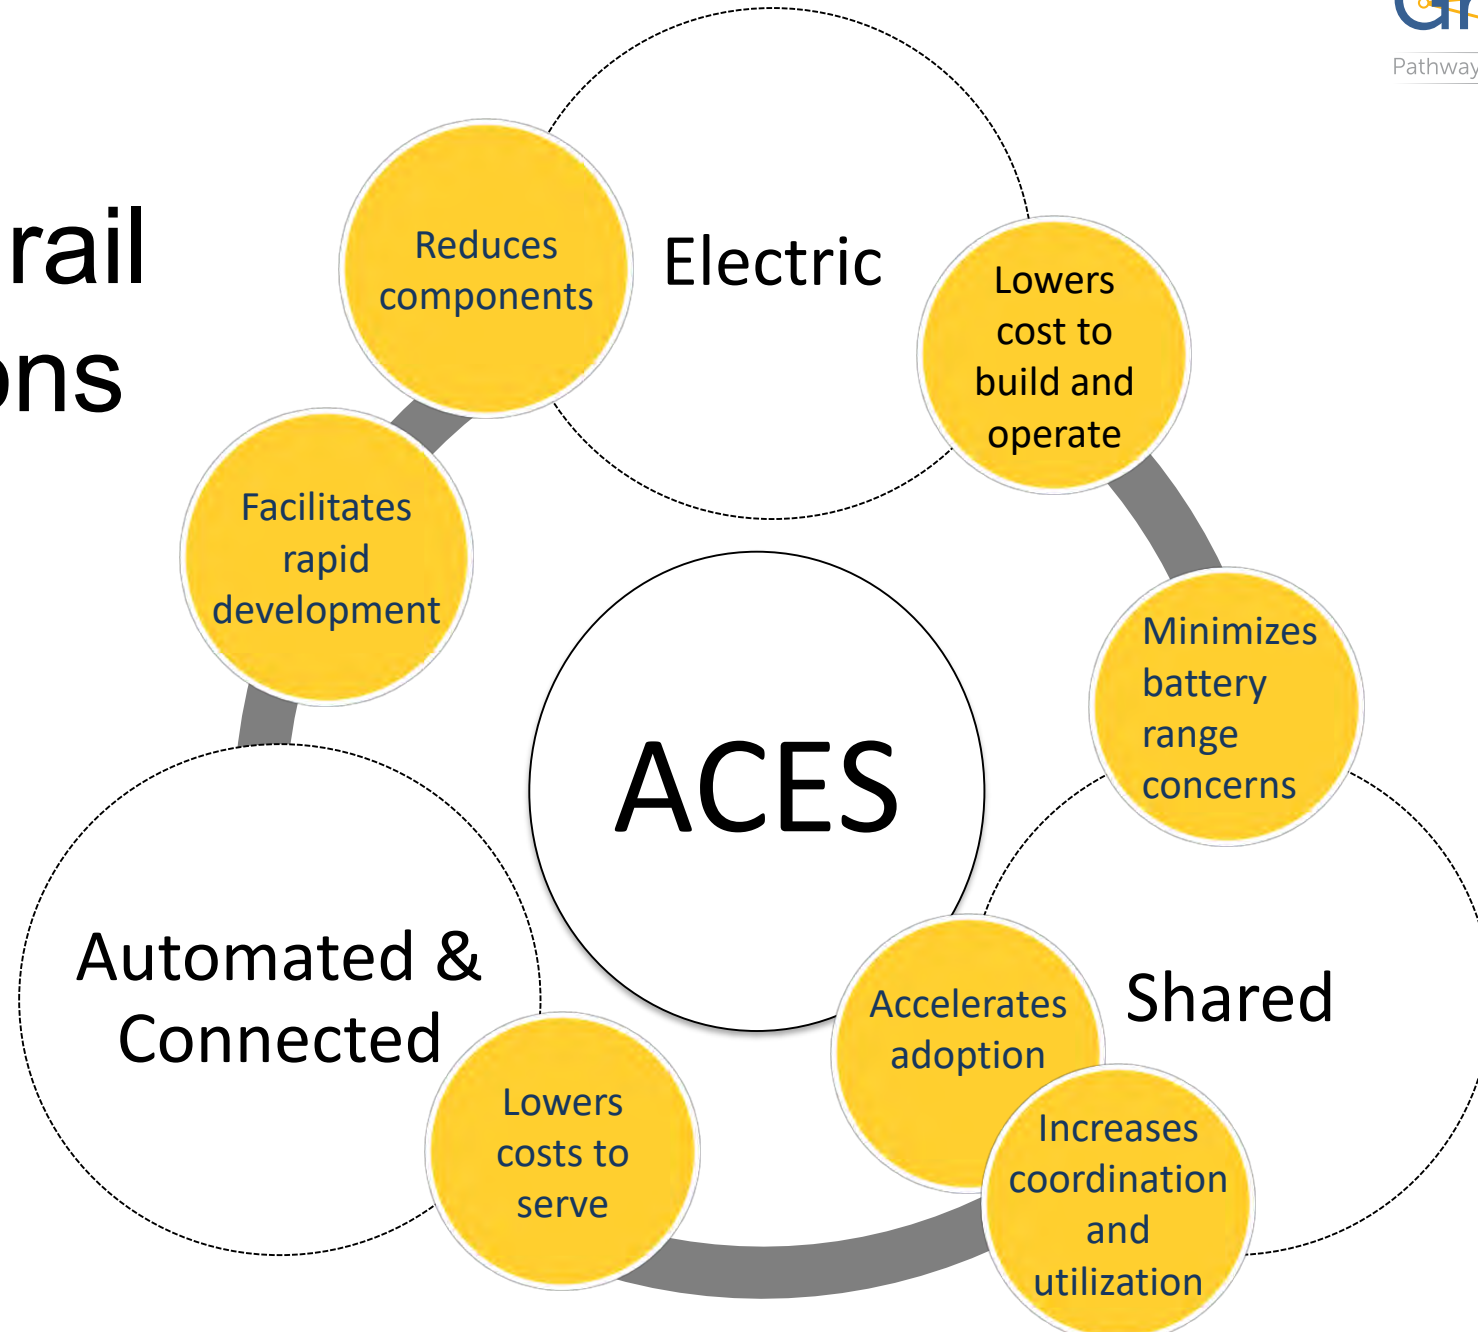 Pathway
rail
ons
Electric
Reduces
components
Lowers
cost to
build and
operate
Facilitates
rapid
development
Minimizes
battery
range
concerns
ACES
Automated &
Connected
Shared
Accelerates
adoption
Lowers
costs to
serve
Increases
coordination
and
utilization